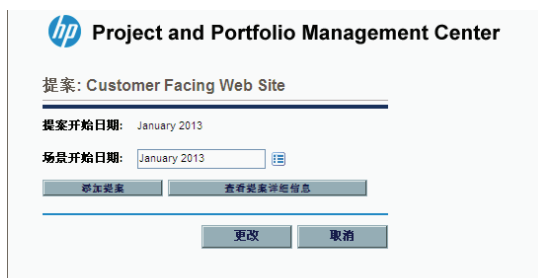 hp Project and Portfolio Management Center
提案: Customer Facing Web Site
提案开始日期: January 2013
场景开始日期: January 2013
添加提案 查看提案详细信息
更改 取消